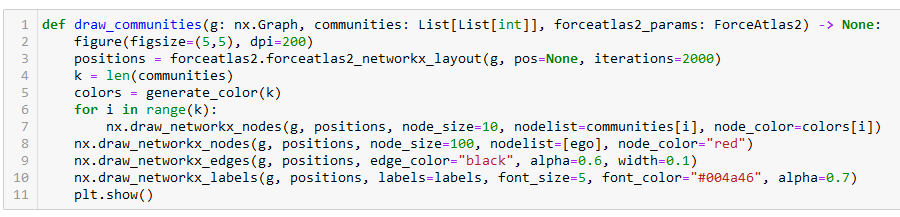 1 def draw_communities(g: nx.Graph, communities: List[List[int]], forceatlas2_params: ForceAtlas2) -> None:
2     figure(figsize=(5,5), dpi=200)
3     positions = forceatlas2.forceatlas2_networkx_layout(g, pos=None, iterations=2000)
4     k = len(communities)
5     colors = generate_color(k)
6     for i in range(k):
7         nx.draw_networkx_nodes(g, positions, node_size=10, nodelist=communities[i], node_color=colors[i])
8     nx.draw_networkx_nodes(g, positions, node_size=100, nodelist=[ego], node_color="red")
9     nx.draw_networkx_edges(g, positions, edge_color="black", alpha=0.6, width=0.1)
10     nx.draw_networkx_labels(g, positions, labels=labels, font_size=5, font_color="#004a46", alpha=0.7)
11     plt.show()